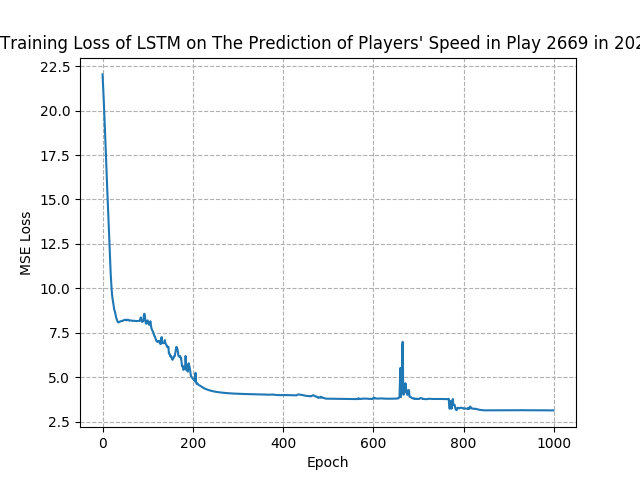 Training Loss of LSTM on The Prediction of Players' Speed in Play 2669 in 202
22.5
20.0
17.5
15.0
12.5
10.0
7.5
5.0
2.5
MSE Loss
0 200 400 600 800 1000
Epoch